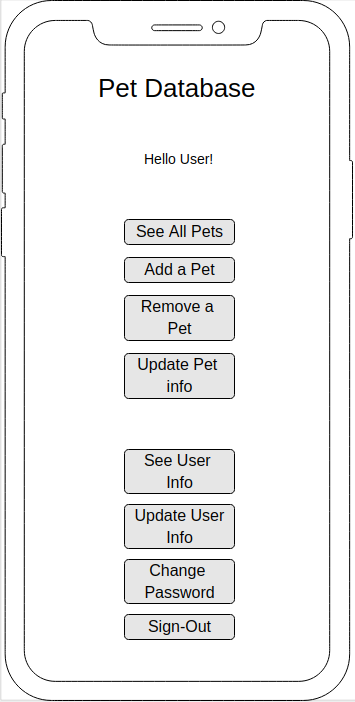 Pet Database
Hello User!
See All Pets
Add a Pet
Remove a
Pet
Update Pet
info
See User
Info
Update User
Info
Change
Password
Sign-Out